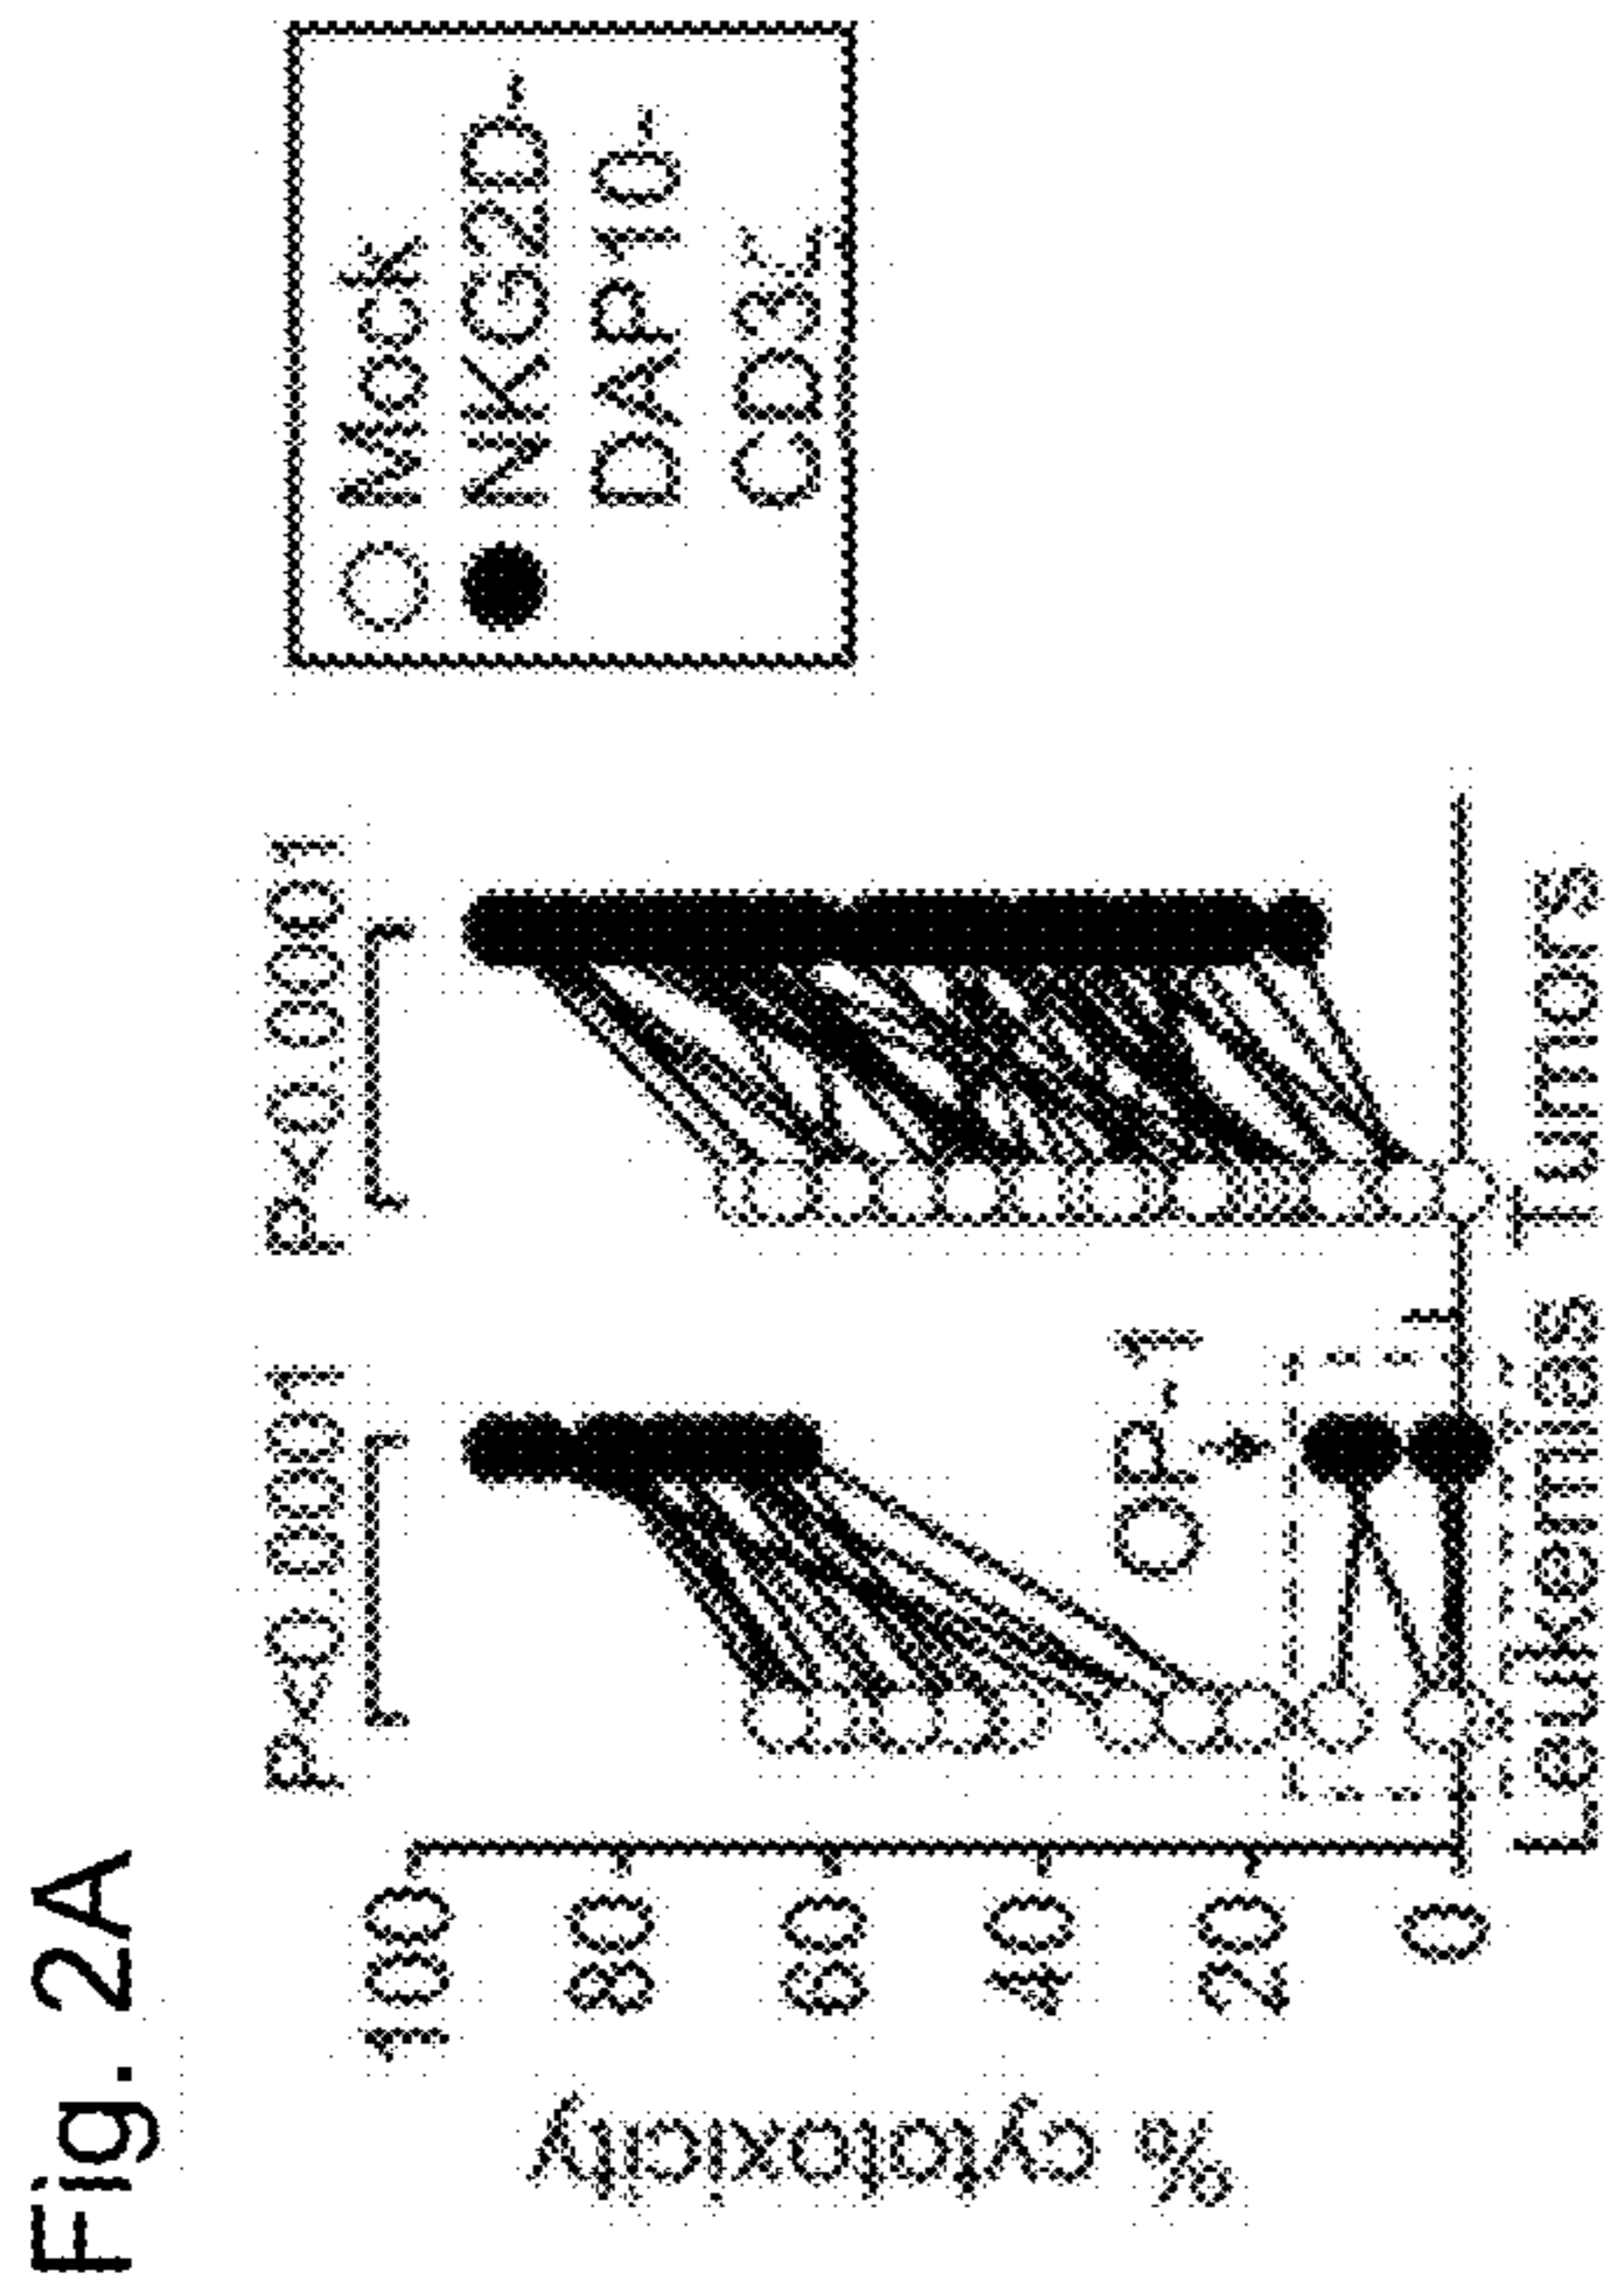 Fig. 2A
P<0.0001
P<0.0001
Mock
NKG2D-
DAP10-
CD3ζ
% cytotoxicity
100
80
60
40
20
0
OP-1
Leukemias
Tumors